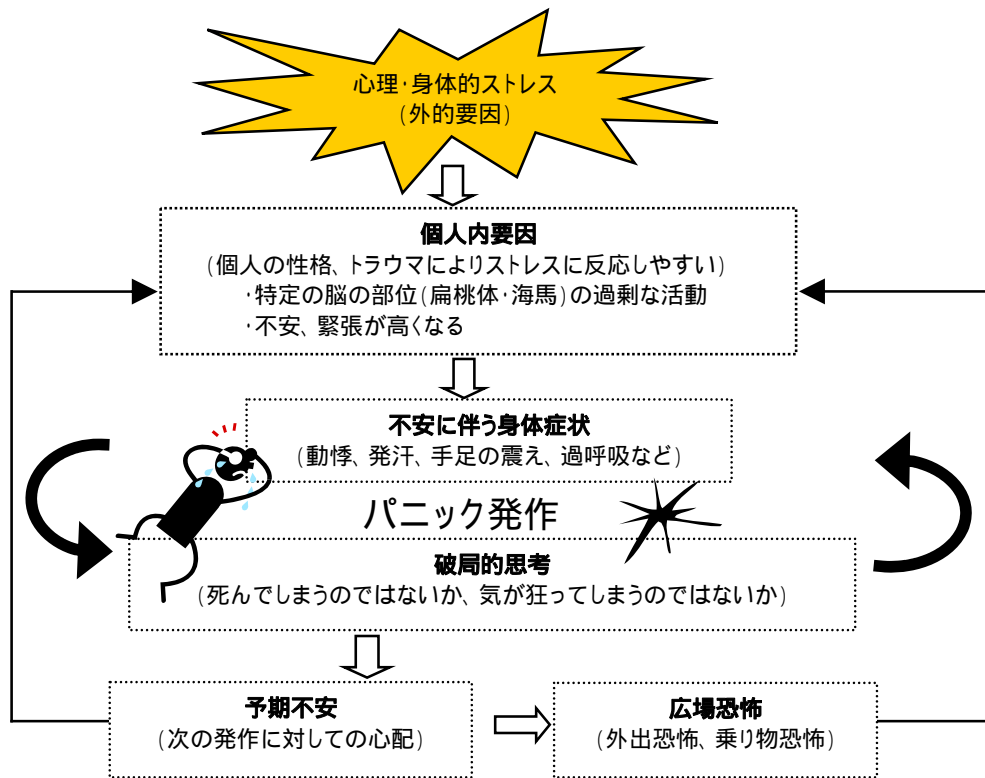 心理・身体的ストレス
(外的要因)
個人内要因
(個人の性格、トラウマによりストレスに反応しやすい)
・特定の脳の部位(扁桃体・海馬)の過剰な活動
・不安、緊張が高くなる
不安に伴う身体症状
(動悸、発汗、手足の震え、過呼吸など)
パニック発作
破局的思考
(死んでしまうのではないか、気が狂ってしまうのではないか)
予期不安
(次の発作に対しての心配)
広場恐怖
(外出恐怖、乗り物恐怖)